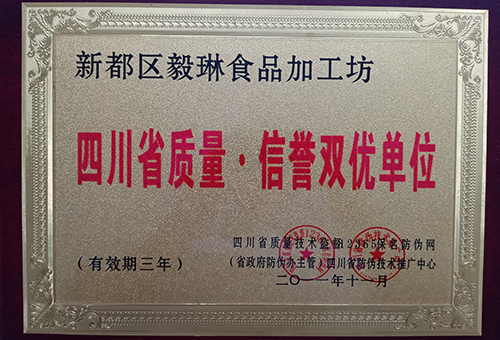 新都区毅琳食品加工坊
四川省质量·信誉双优单位
四川省质量技术监督12365保名防伪网
(有效期三年)
(省政府防伪办主管)四川省防伪技术推广中心
二〇一一年十一月